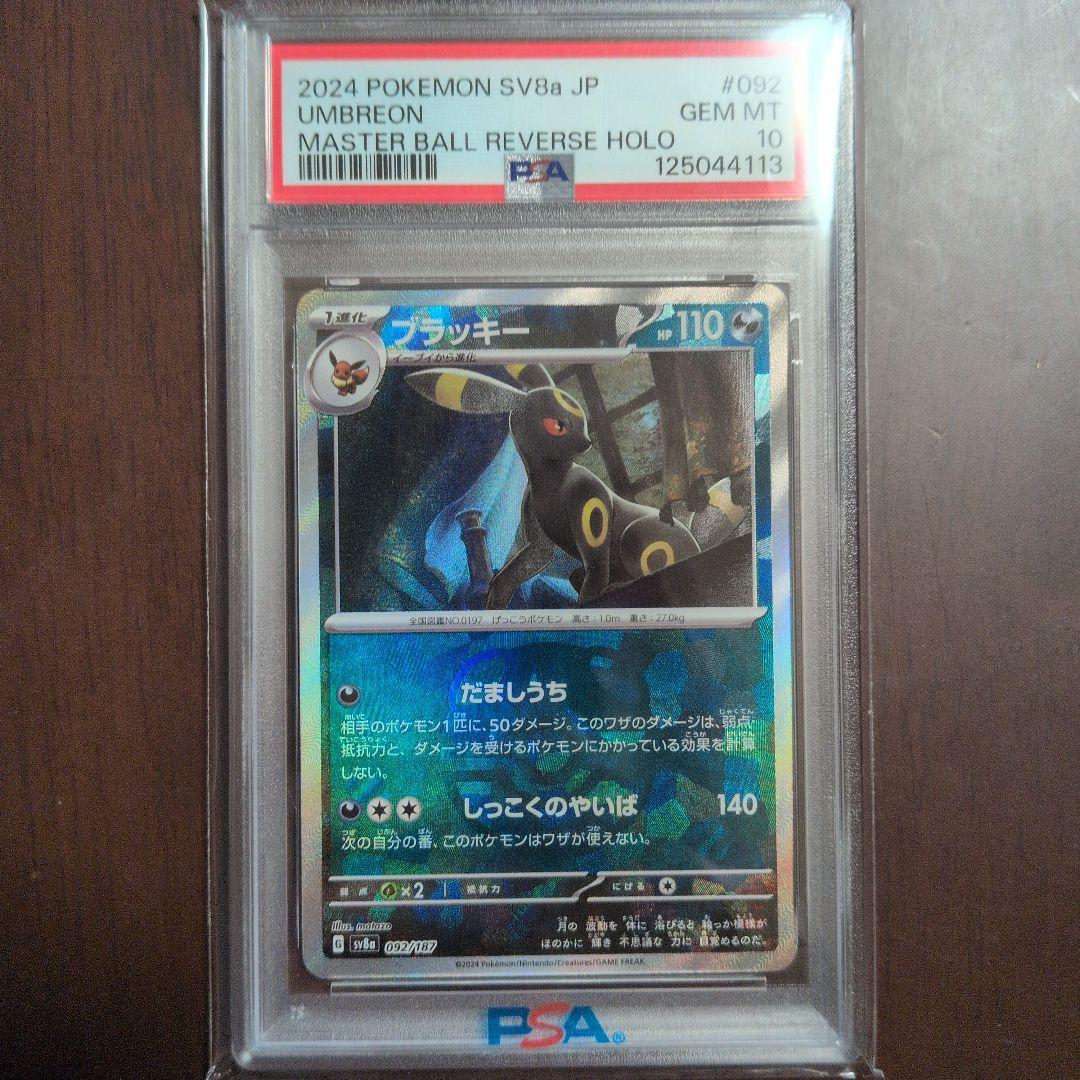 2024 POKEMON SV8a JP #092
UMBREON GEM MT
MASTER BALL REVERSE HOLO 10
PSA 125044113
1進化 ブラッキー HP 110
イーブイから進化
全国図鑑NO.0197 げっこうポケモン 高さ:1.0m 重さ:27.0kg
だましうち
相手のポケモン1匹に、50ダメージ。このワザのダメージは、弱点・
抵抗力と、ダメージを受けるポケモンにかかっている効果を計算
しない。
しっこくのやいば 140
次の自分の番、このポケモンはワザが使えない。
弱点 ×2 抵抗力 にげる
Illus. matazo
月の 波動を 体に 浴びると 輪っか模様が
ほのかに 輝き 不思議な 力に 目覚めるのだ。
G sv8a 092/187
©2024 Pokémon/Nintendo/Creatures/GAME FREAK
PSA®